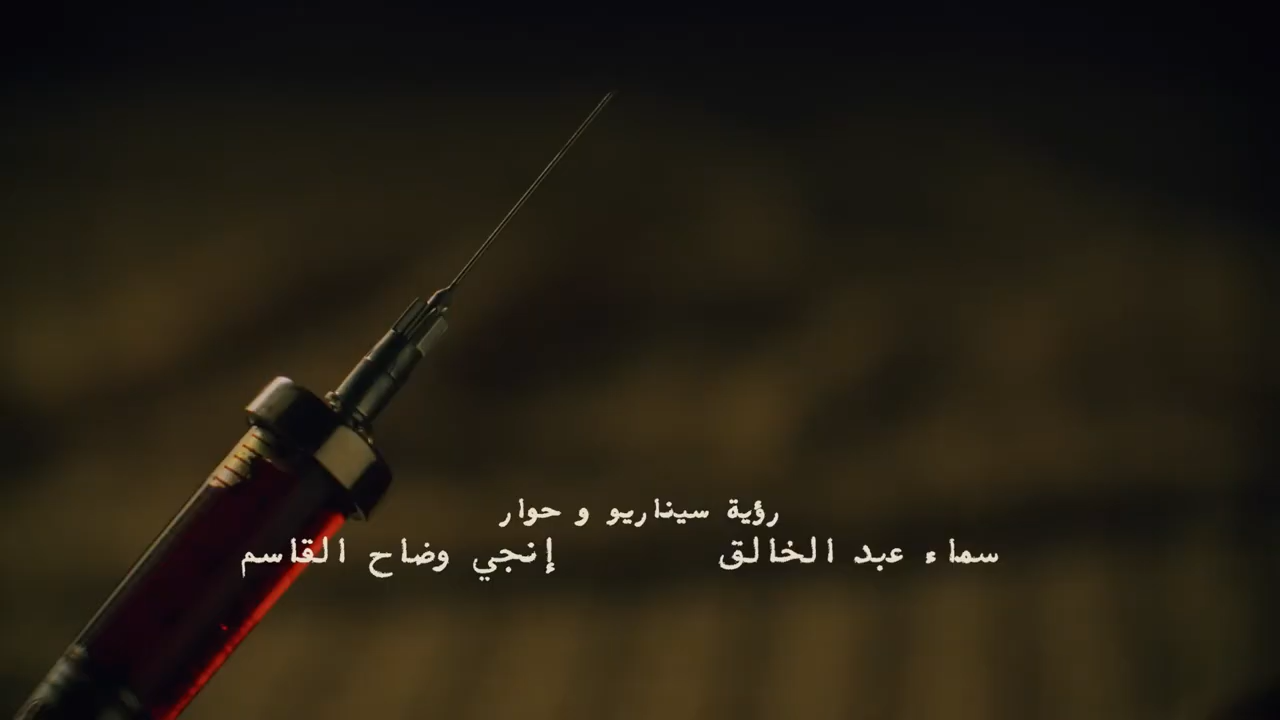 رؤية سيناريو و حوار
سماء عبد الخالق إنجي وضاح القاسم